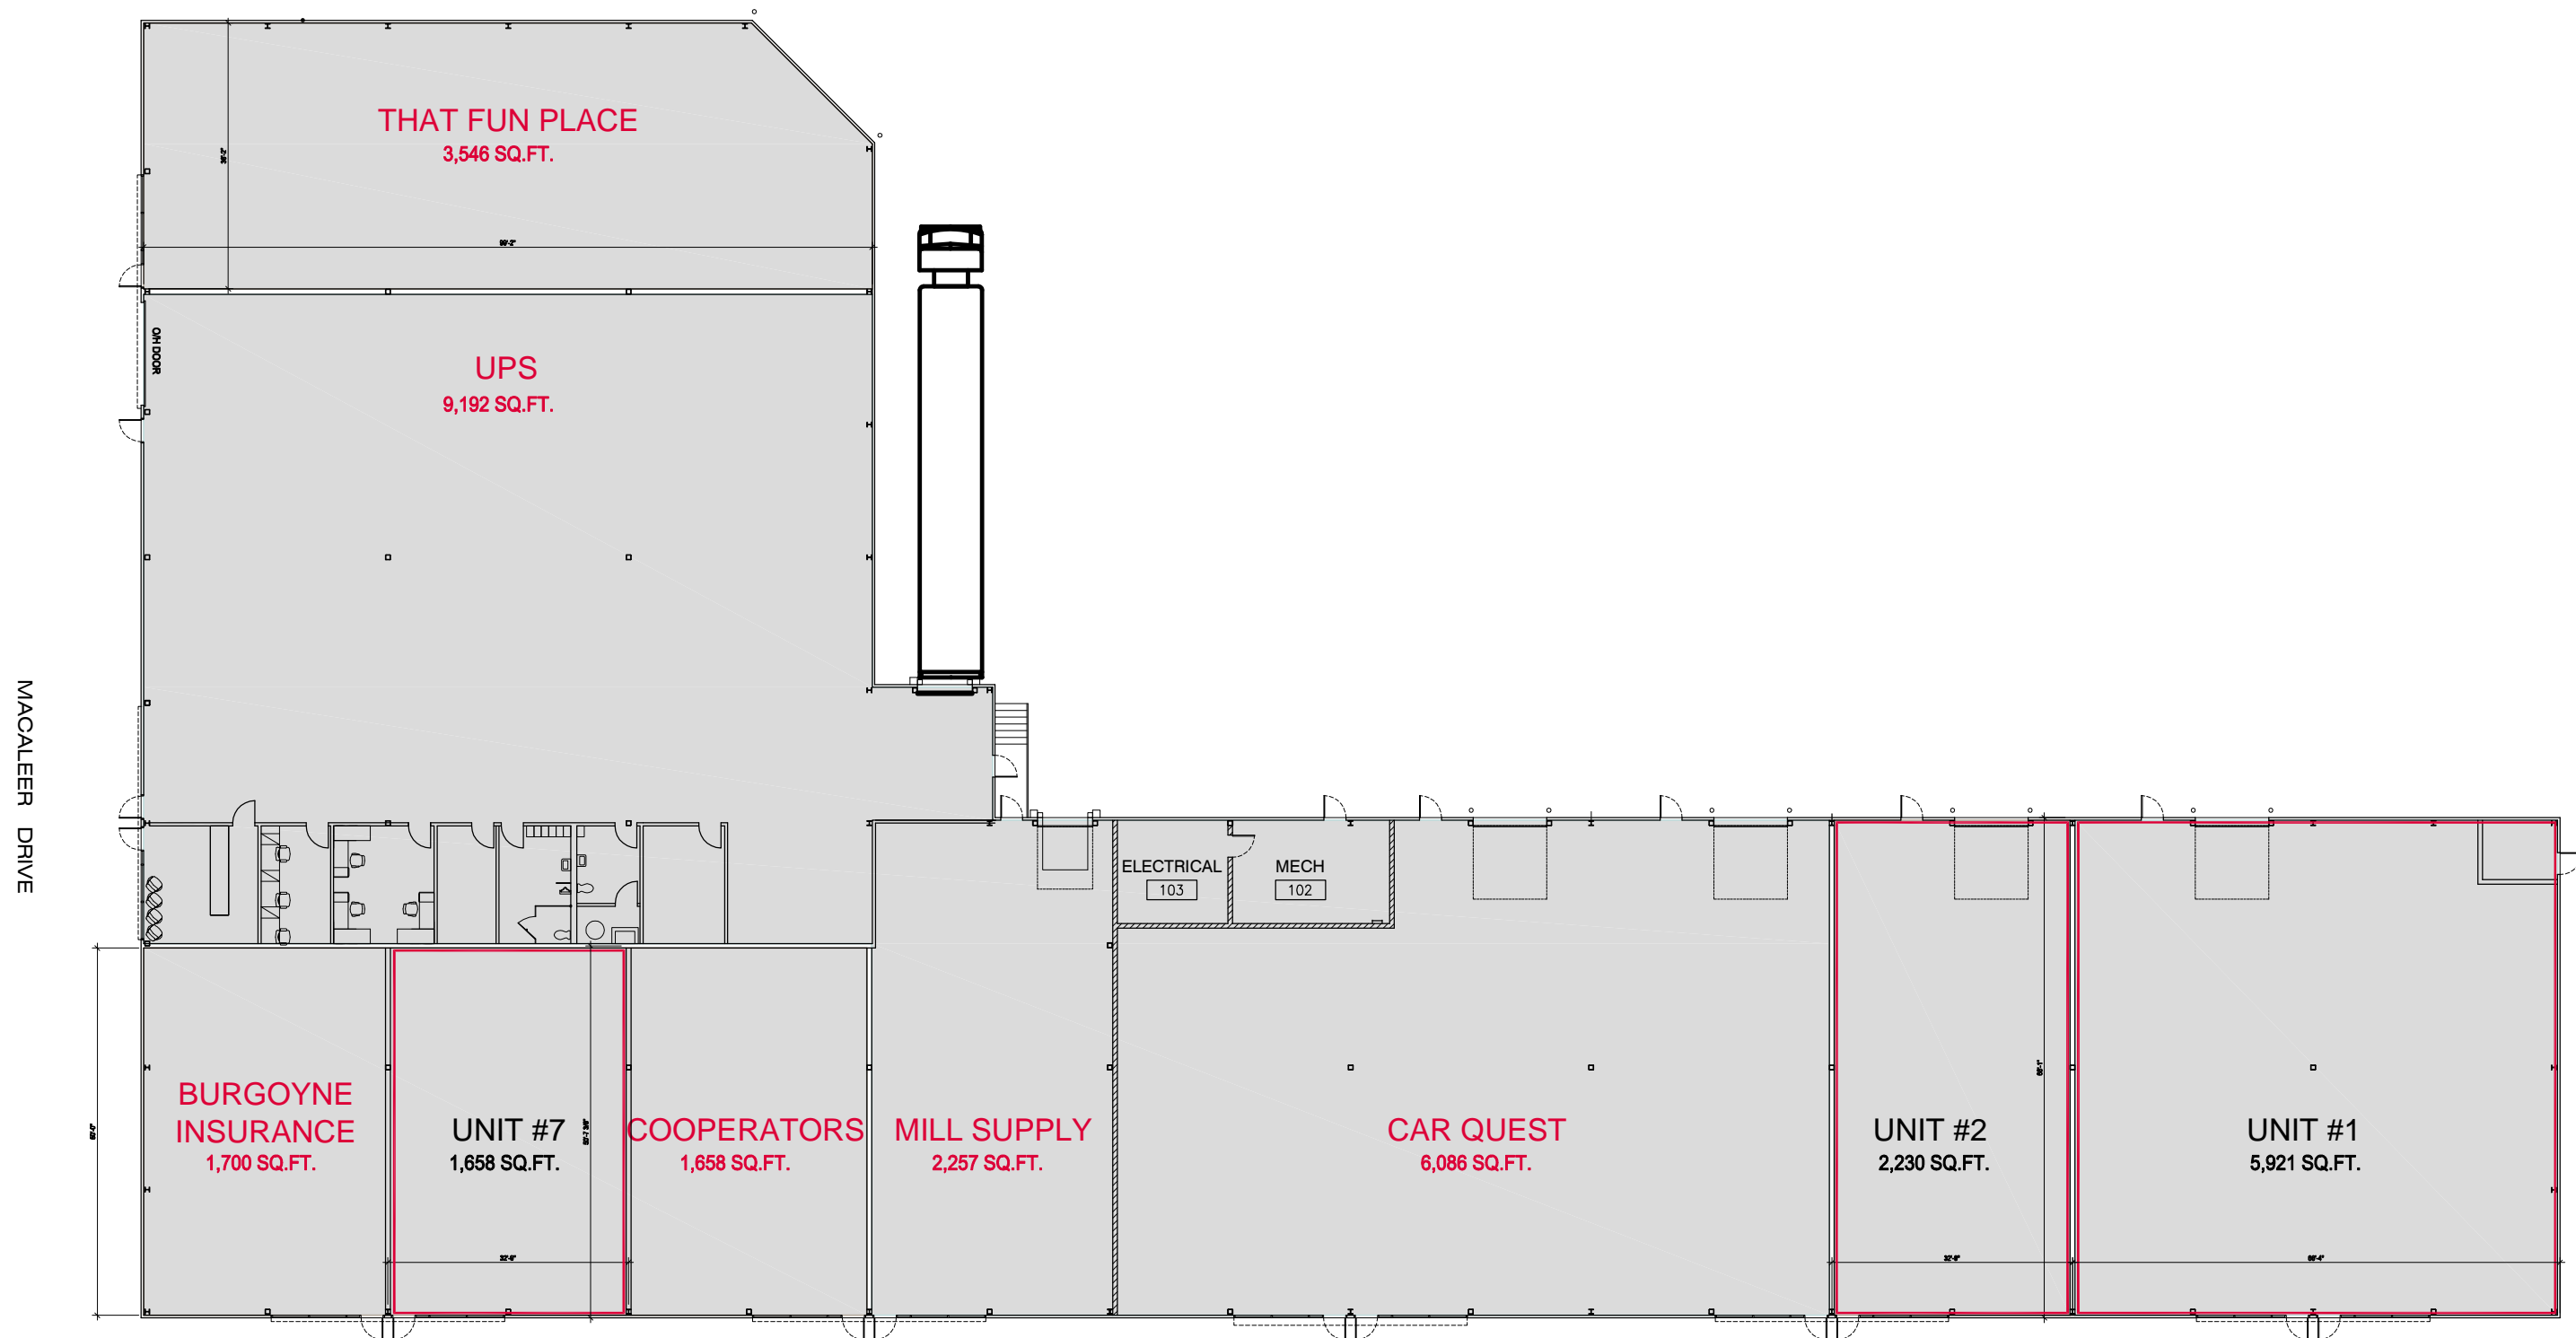 THAT FUN PLACE
3,546 SQ.FT.
UPS
9,192 SQ.FT.
O/H DOOR
MACALEER DRIVE
ELECTRICAL
103
MECH
102
BURGOYNE
INSURANCE
1,700 SQ.FT.
UNIT #7
1,658 SQ.FT.
COOPERATORS
1,658 SQ.FT.
MILL SUPPLY
2,257 SQ.FT.
CAR QUEST
6,086 SQ.FT.
UNIT #2
2,230 SQ.FT.
UNIT #1
5,921 SQ.FT.